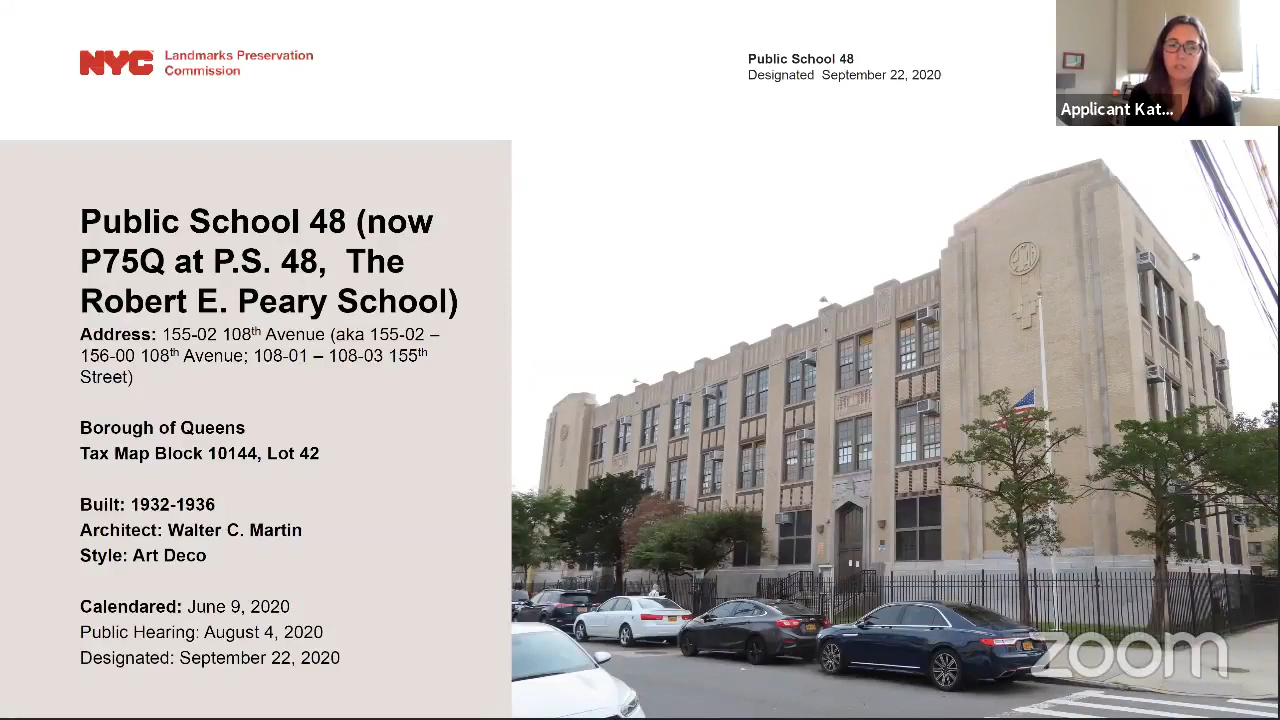 NYC
Landmarks Preservation
Commission
Public School 48
Designated September 22, 2020
Applicant Kat...
Public School 48 (now
P75Q at P.S. 48, The
Robert E. Peary School)
Address: 155-02 108th Avenue (aka 155-02 –
156-00 108th Avenue; 108-01 – 108-03 155th
Street)
Borough of Queens
Tax Map Block 10144, Lot 42
Built: 1932-1936
Architect: Walter C. Martin
Style: Art Deco
Calendared: June 9, 2020
Public Hearing: August 4, 2020
Designated: September 22, 2020
zoom